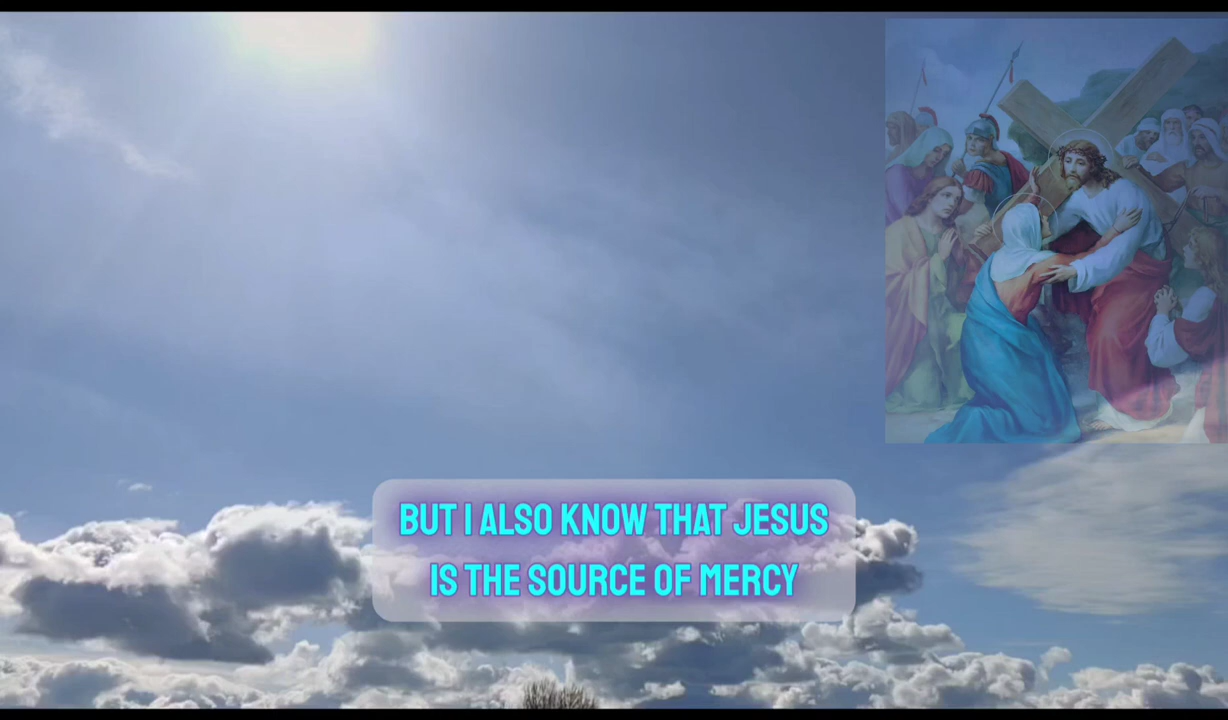 BUT I ALSO KNOW THAT JESUS
IS THE SOURCE OF MERCY